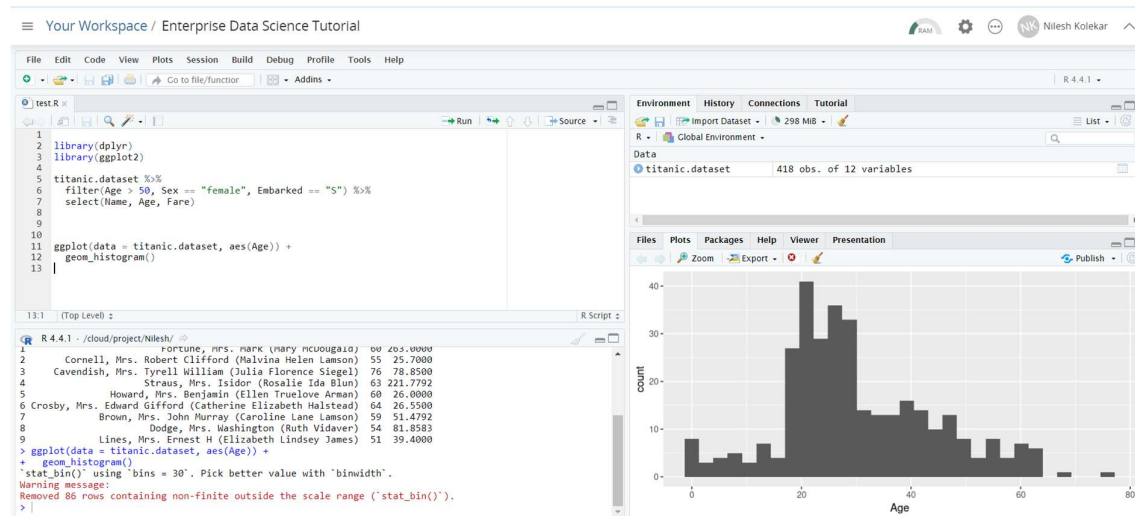 Your Workspace / Enterprise Data Science Tutorial
RAM
NK Nilesh Kolekar
File Edit Code View Plots Session Build Debug Profile Tools Help
Go to file/function Addins
R 4.4.1
test.R
Run Source
1
2 library(dplyr)
3 library(ggplot2)
4
5 titanic.dataset %>%
6 filter(Age > 50, Sex == "female", Embarked == "S") %>%
7 select(Name, Age, Fare)
8
9
10
11 ggplot(data = titanic.dataset, aes(Age)) +
12 geom_histogram()
13
13:1 (Top Level) R Script
R 4.4.1 · /cloud/project/Nilesh/
1 Fortune, Mrs. Mark (Mary McDougald) 60 263.0000
2 Cornell, Mrs. Robert Clifford (Malvina Helen Lamson) 55 25.7000
3 Cavendish, Mrs. Tyrell William (Julia Florence Siegel) 76 78.8500
4 Straus, Mrs. Isidor (Rosalie Ida Blun) 63 221.7792
5 Howard, Mrs. Benjamin (Ellen Truelove Arman) 60 26.0000
6 Crosby, Mrs. Edward Gifford (Catherine Elizabeth Halstead) 64 26.5500
7 Brown, Mrs. John Murray (Caroline Lane Lamson) 59 51.4792
8 Dodge, Mrs. Washington (Ruth Vidaver) 54 81.8583
9 Lines, Mrs. Ernest H (Elizabeth Lindsey James) 51 39.4000
> ggplot(data = titanic.dataset, aes(Age)) +
+ geom_histogram()
`stat_bin()` using `bins = 30`. Pick better value with `binwidth`.
Warning message:
Removed 86 rows containing non-finite outside the scale range (`stat_bin()`).
>
Environment History Connections Tutorial
Import Dataset 298 MiB List
R Global Environment
Data
titanic.dataset 418 obs. of 12 variables
Files Plots Packages Help Viewer Presentation
Zoom Export Publish
40
30
20
10
0
count
0 20 40 60 80
Age